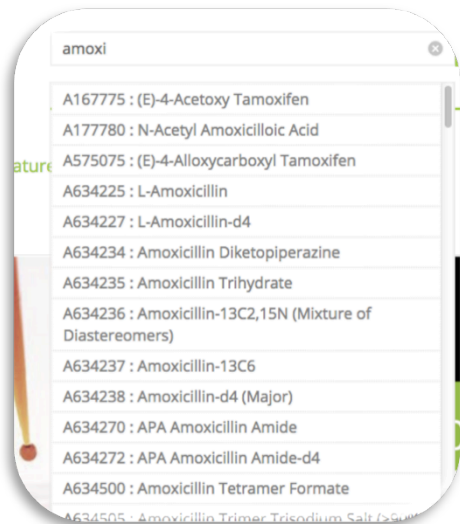 amoxi
A167775 : (E)-4-Acetoxy Tamoxifen
A177780 : N-Acetyl Amoxicilloic Acid
ature
A575075 : (E)-4-Alloxycarboxyl Tamoxifen
A634225 : L-Amoxicillin
A634227 : L-Amoxicillin-d4
A634234 : Amoxicillin Diketopiperazine
A634235 : Amoxicillin Trihydrate
A634236 : Amoxicillin-13C2,15N (Mixture of
Diastereomers)
A634237 : Amoxicillin-13C6
A634238 : Amoxicillin-d4 (Major)
A634270 : APA Amoxicillin Amide
A634272 : APA Amoxicillin Amide-d4
A634500 : Amoxicillin Tetramer Formate
A634505 : Amoxicillin Trimer Trisodium Salt